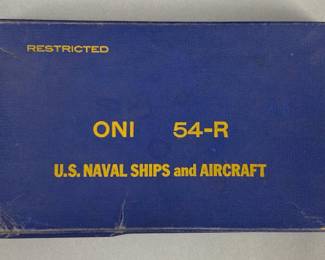 RESTRICTED
ONI 54-R
U.S. NAVAL SHIPS and AIRCRAFT